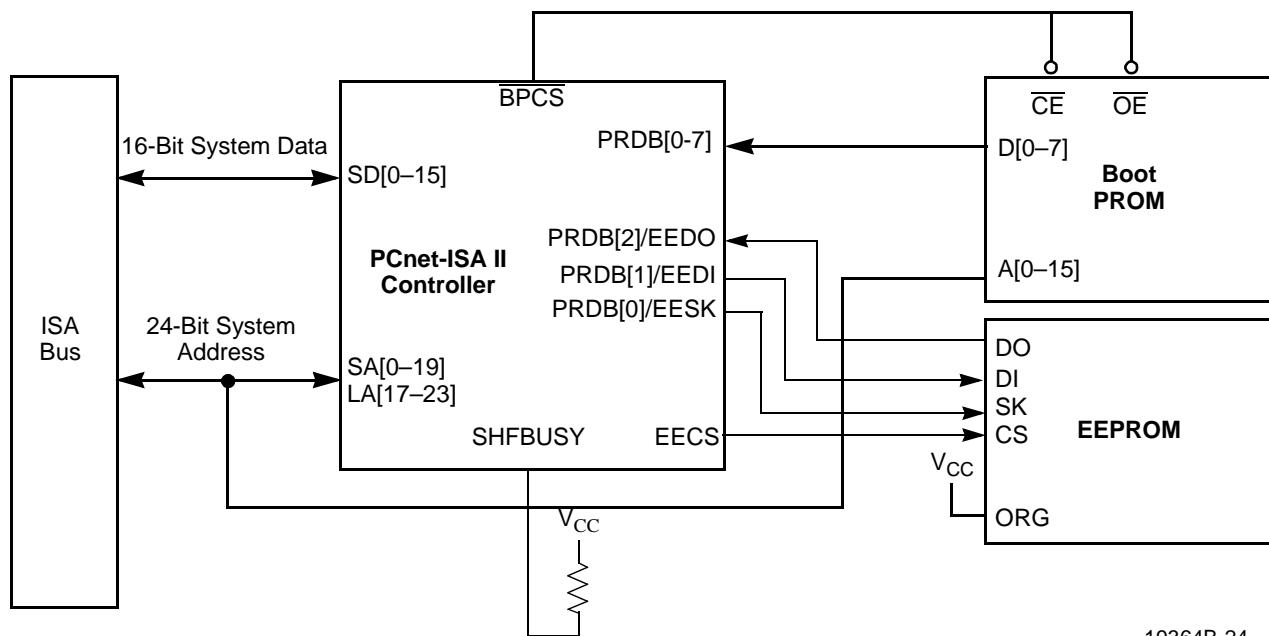 BPCS
CE OE
16-Bit System Data
PRDB[0-7]
D[0–7]
SD[0–15]
Boot
PROM
PRDB[2]/EEDO
PCnet-ISA II
Controller
PRDB[1]/EEDI
A[0–15]
PRDB[0]/EESK
ISA
Bus
24-Bit System
Address
DO
SA[0–19]
DI
LA[17–23]
SK
SHFBUSY
EECS
CS
EEPROM
VCC
ORG
VCC